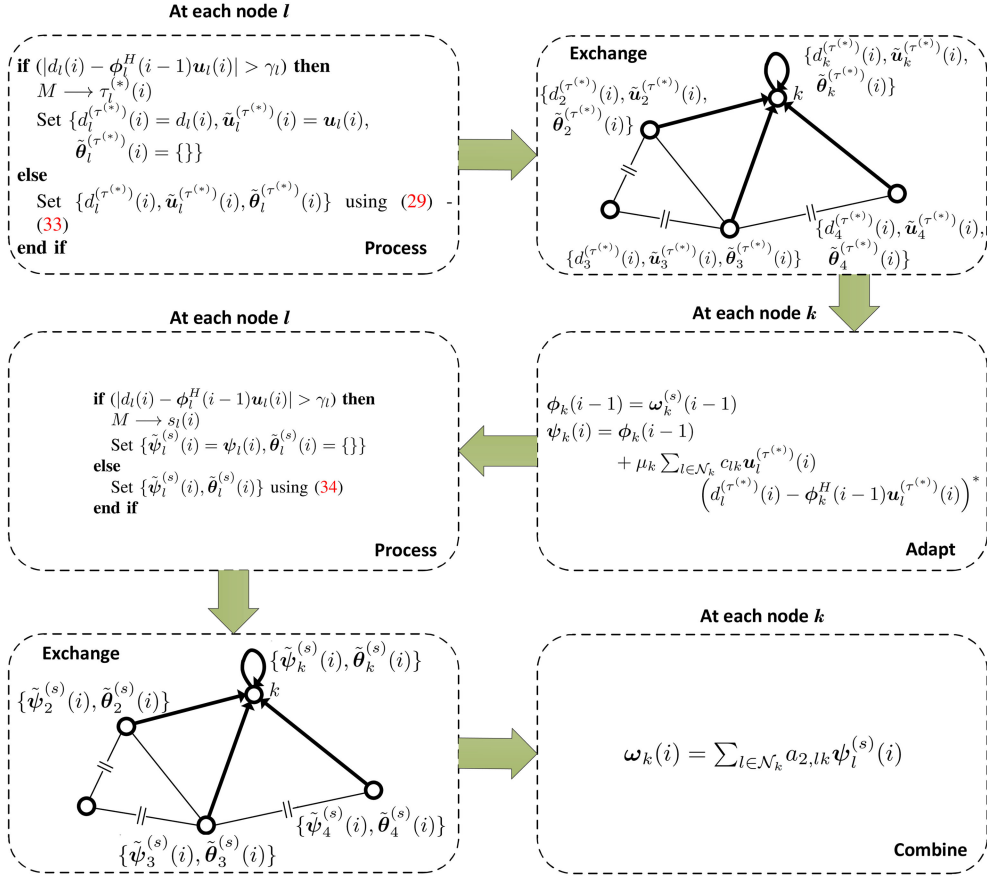 At each node l
if (|d_l(i) − ϕ_l^H(i−1)u_l(i)| > γ_l) then
M ⟶ τ_l^{(*)}(i)
Set {d_l^{(τ^{(*)})}(i) = d_l(i), ũ_l^{(τ^{(*)})}(i) = u_l(i),
θ̃_l^{(τ^{(*)})}(i) = {}}
else
Set {d_l^{(τ^{(*)})}(i), ũ_l^{(τ^{(*)})}(i), θ̃_l^{(τ^{(*)})}(i)} using (29) -
(33)
end if
Process
Exchange
{d_k^{(τ^{(*)})}(i), ũ_k^{(τ^{(*)})}(i),
θ̃_k^{(τ^{(*)})}(i)}
k
{d_2^{(τ^{(*)})}(i), ũ_2^{(τ^{(*)})}(i),
θ̃_2^{(τ^{(*)})}(i)}
{d_4^{(τ^{(*)})}(i), ũ_4^{(τ^{(*)})}(i),
θ̃_4^{(τ^{(*)})}(i)}
{d_3^{(τ^{(*)})}(i), ũ_3^{(τ^{(*)})}(i), θ̃_3^{(τ^{(*)})}(i)}
At each node k
ϕ_k(i−1) = ω_k^{(s)}(i−1)
ψ_k(i) = ϕ_k(i−1)
+ μ_k ∑_{l∈N_k} c_{lk} u_l^{(τ^{(*)})}(i)
(d_l^{(τ^{(*)})}(i) − ϕ_k^H(i−1)u_l^{(τ^{(*)})}(i))^*
Adapt
At each node l
if (|d_l(i) − ϕ_l^H(i−1)u_l(i)| > γ_l) then
M ⟶ s_l(i)
Set {ψ̃_l^{(s)}(i) = ψ_l(i), θ̃_l^{(s)}(i) = {}}
else
Set {ψ̃_l^{(s)}(i), θ̃_l^{(s)}(i)} using (34)
end if
Process
Exchange
{ψ̃_k^{(s)}(i), θ̃_k^{(s)}(i)}
k
{ψ̃_2^{(s)}(i), θ̃_2^{(s)}(i)}
{ψ̃_4^{(s)}(i), θ̃_4^{(s)}(i)}
{ψ̃_3^{(s)}(i), θ̃_3^{(s)}(i)}
At each node k
ω_k(i) = ∑_{l∈N_k} a_{2,lk} ψ_l^{(s)}(i)
Combine